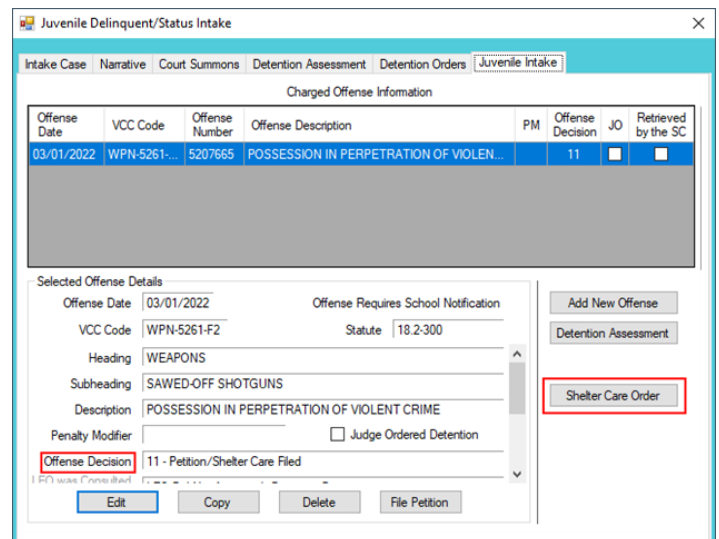 Juvenile Delinquent/Status Intake
Intake Case Narrative Court Summons Detention Assessment Detention Orders Juvenile Intake
Charged Offense Information
Offense Date VCC Code Offense Number Offense Description PM Offense Decision JO Retrieved by the SC
03/01/2022 WPN-5261-... 5207665 POSSESSION IN PERPETRATION OF VIOLEN... 11
Selected Offense Details
Offense Date 03/01/2022 Offense Requires School Notification
VCC Code WPN-5261-F2 Statute 18.2-300
Heading WEAPONS
Subheading SAWED-OFF SHOTGUNS
Description POSSESSION IN PERPETRATION OF VIOLENT CRIME
Penalty Modifier Judge Ordered Detention
Offense Decision 11 - Petition/Shelter Care Filed
LEO was Consulted
Edit Copy Delete File Petition
Add New Offense
Detention Assessment
Shelter Care Order